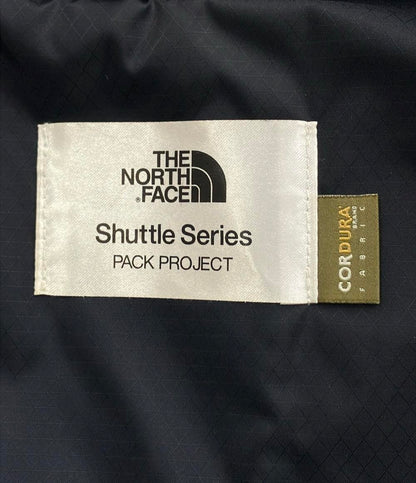 THE
NORTH
FACE
Shuttle Series
PACK PROJECT
CORDURA®
BRAND
FABRIC